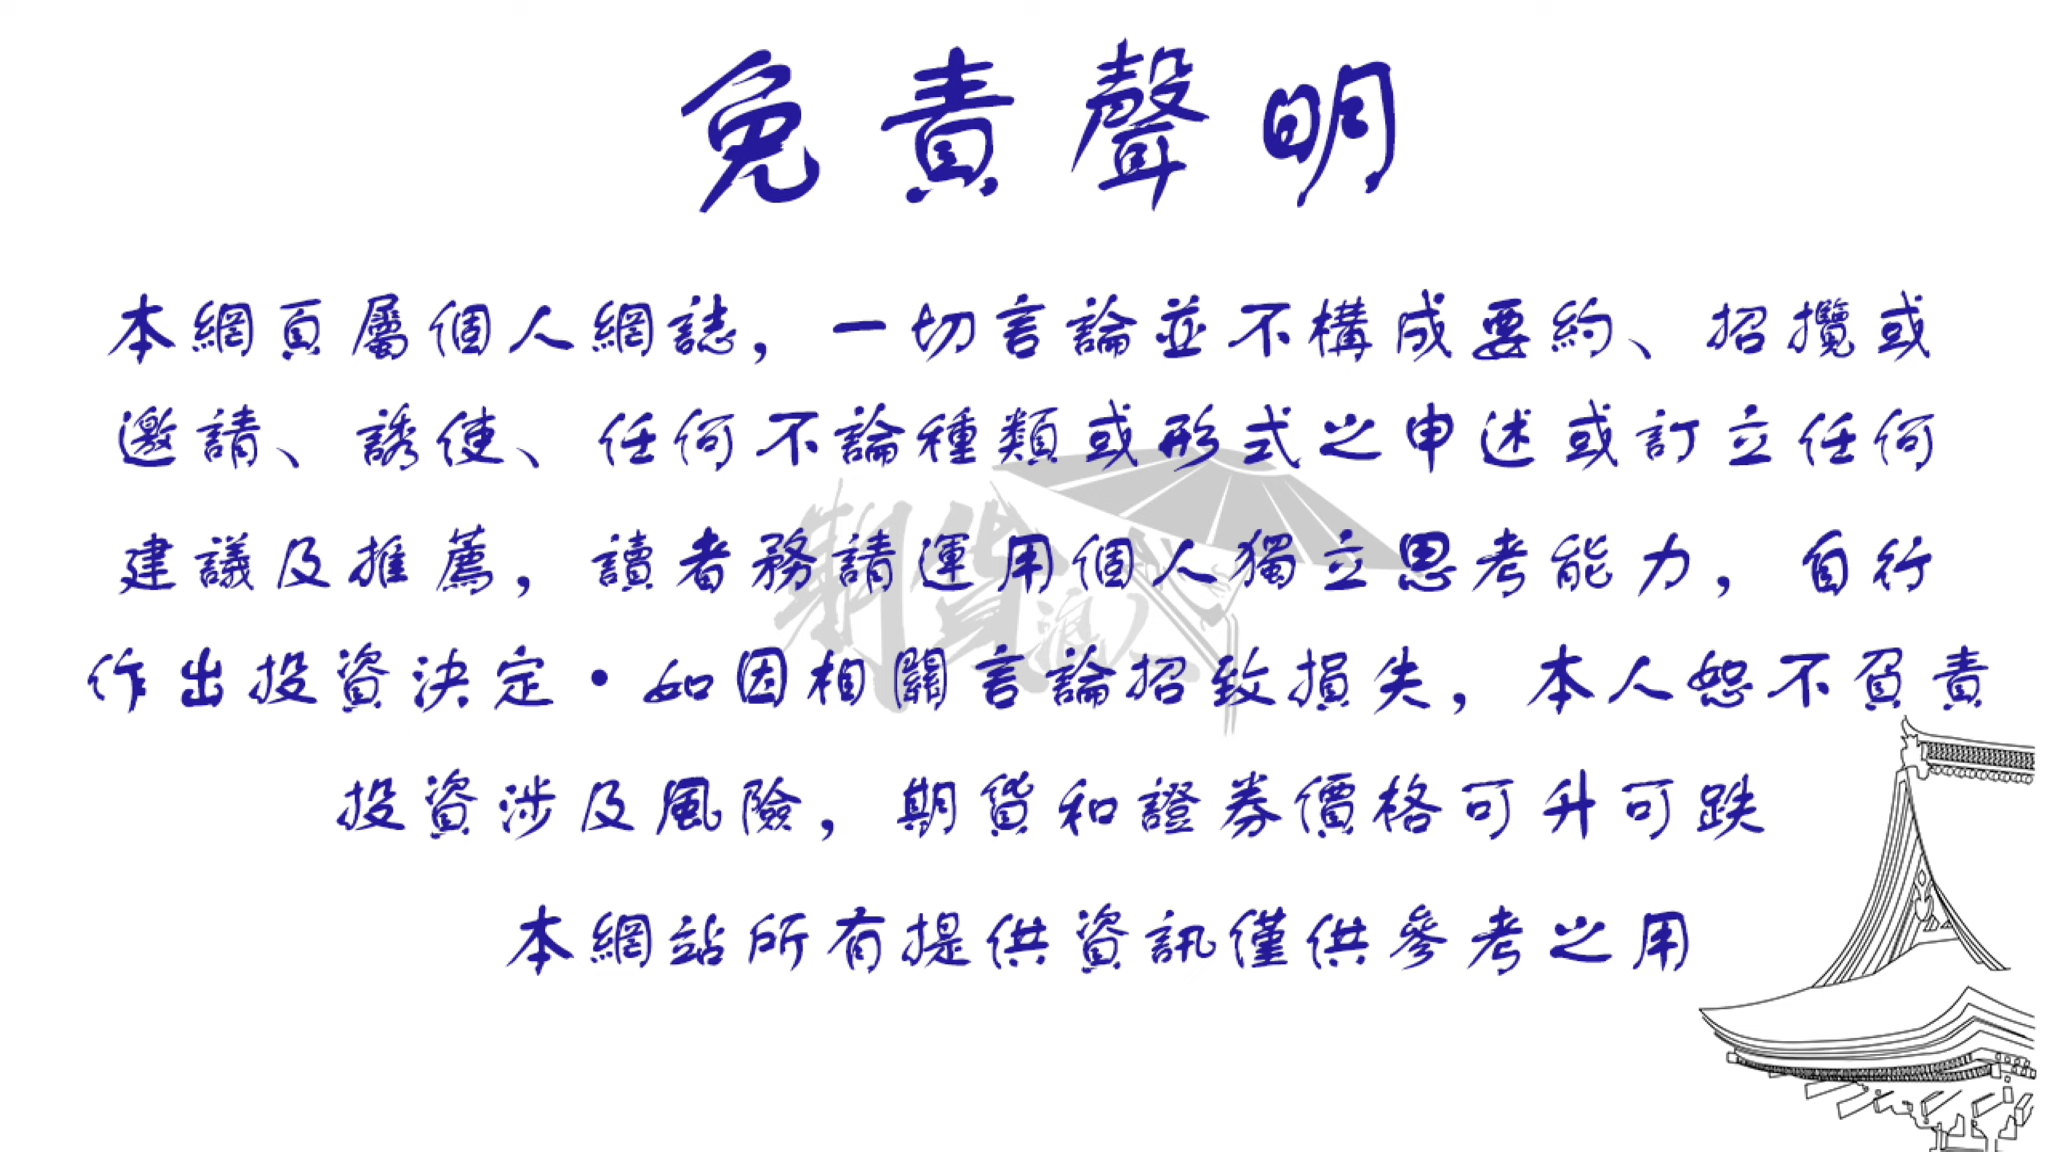 免責聲明
本網頁屬個人網誌，一切言論並不構成要約、招攬或
邀請、誘使、任何不論種類或形式之申述或訂立任何
建議及推薦，讀者務請運用個人獨立思考能力，自行
作出投資決定·如因相關言論招致損失，本人恕不負責
投資涉及風險，期貨和證券價格可升可跌
本網站所有提供資訊僅供參考之用
期貨浪人